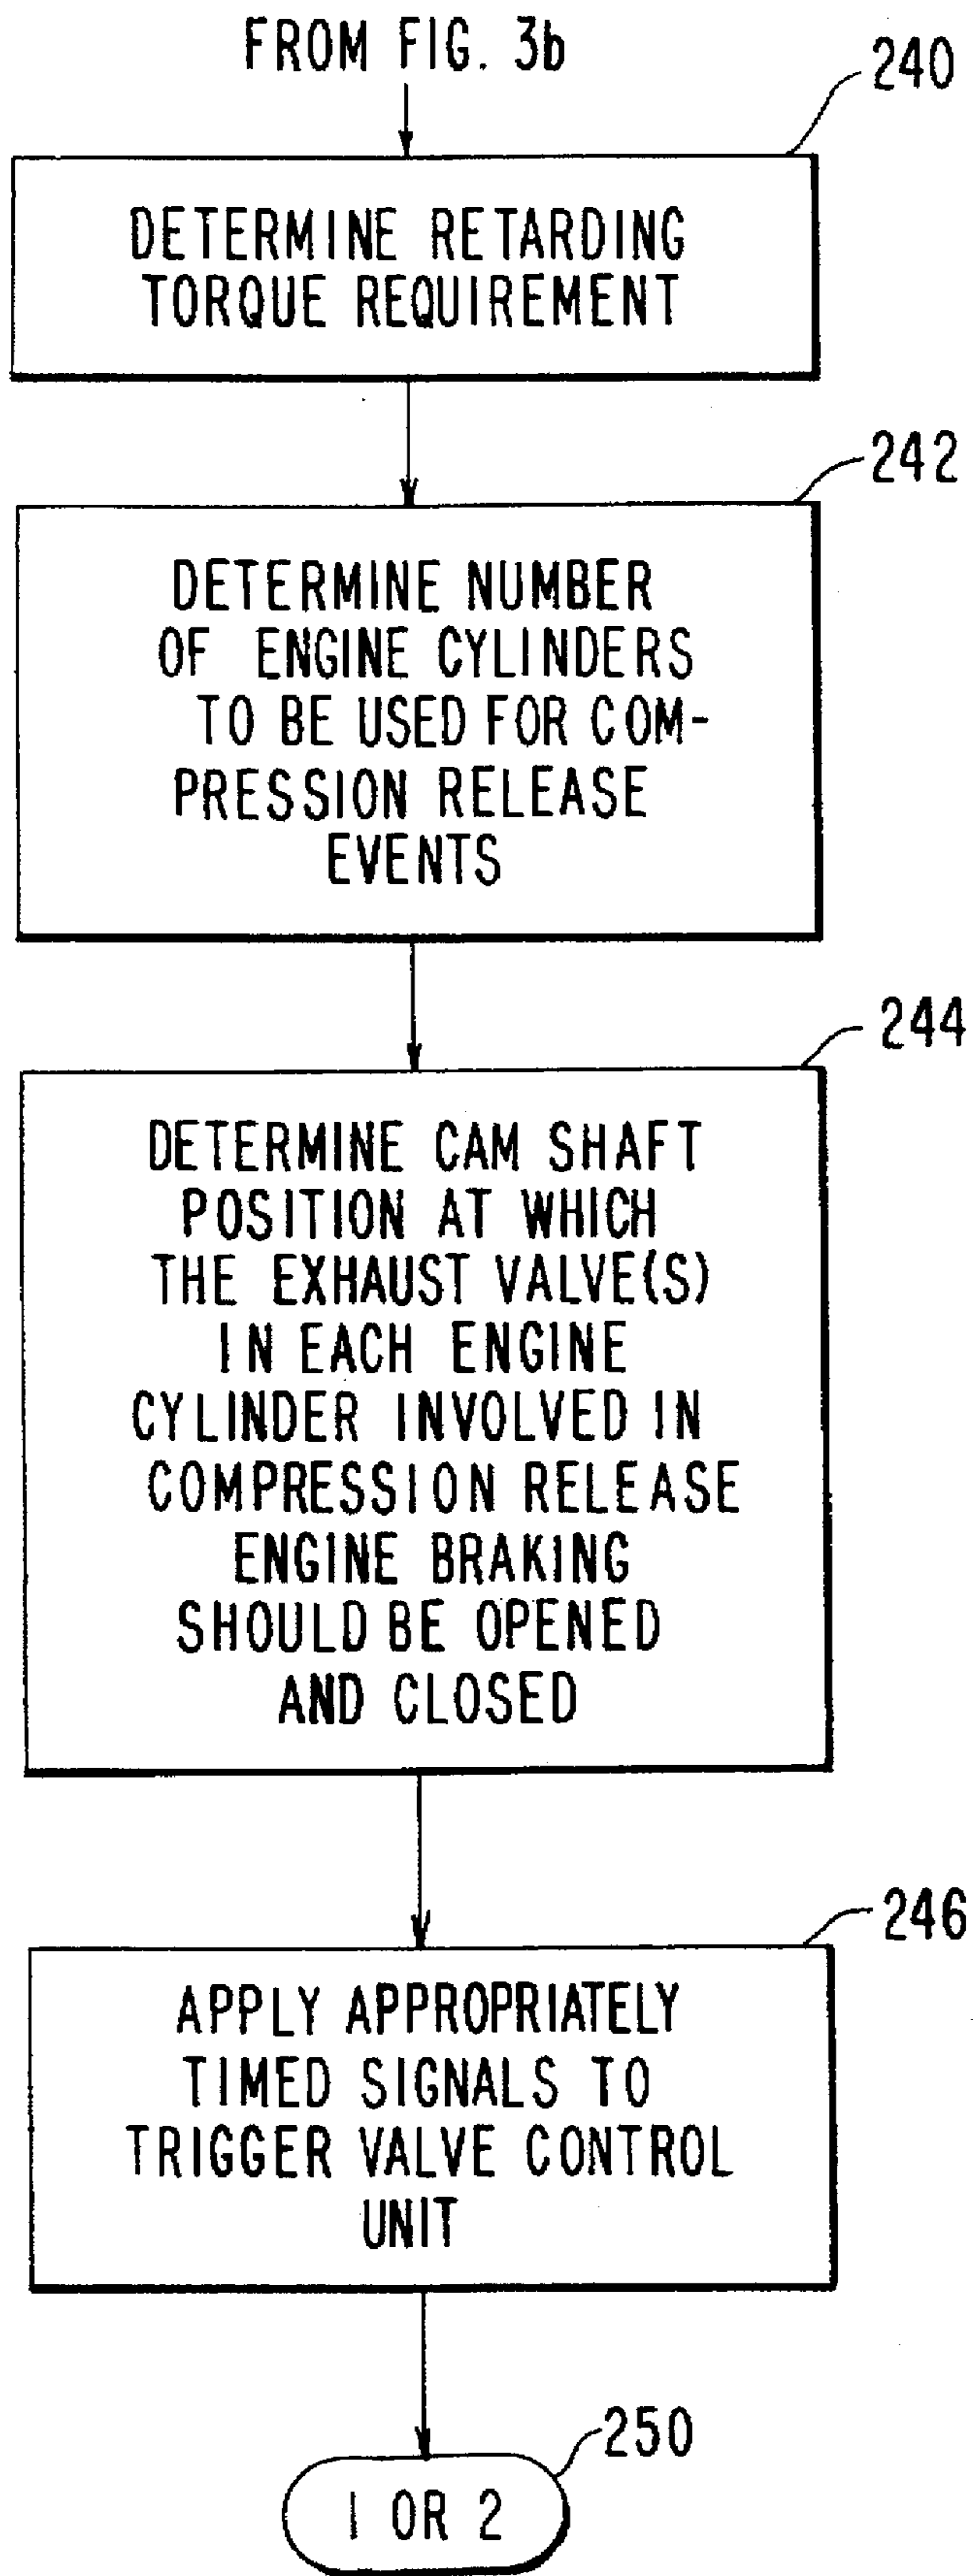 FROM FIG. 3b
240
DETERMINE RETARDING
TORQUE REQUIREMENT
242
DETERMINE NUMBER
OF ENGINE CYLINDERS
TO BE USED FOR COM-
PRESSION RELEASE
EVENTS
244
DETERMINE CAM SHAFT
POSITION AT WHICH
THE EXHAUST VALVE(S)
IN EACH ENGINE
CYLINDER INVOLVED IN
COMPRESSION RELEASE
ENGINE BRAKING
SHOULD BE OPENED
AND CLOSED
246
APPLY APPROPRIATELY
TIMED SIGNALS TO
TRIGGER VALVE CONTROL
UNIT
250
1 OR 2